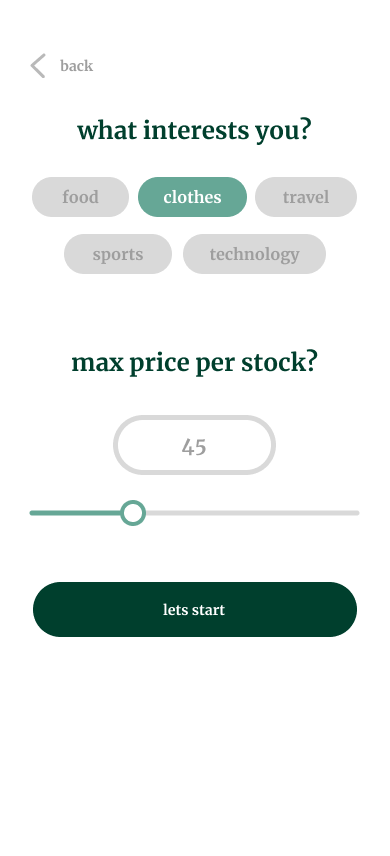 back
what interests you?
food clothes travel
sports technology
max price per stock?
45
lets start